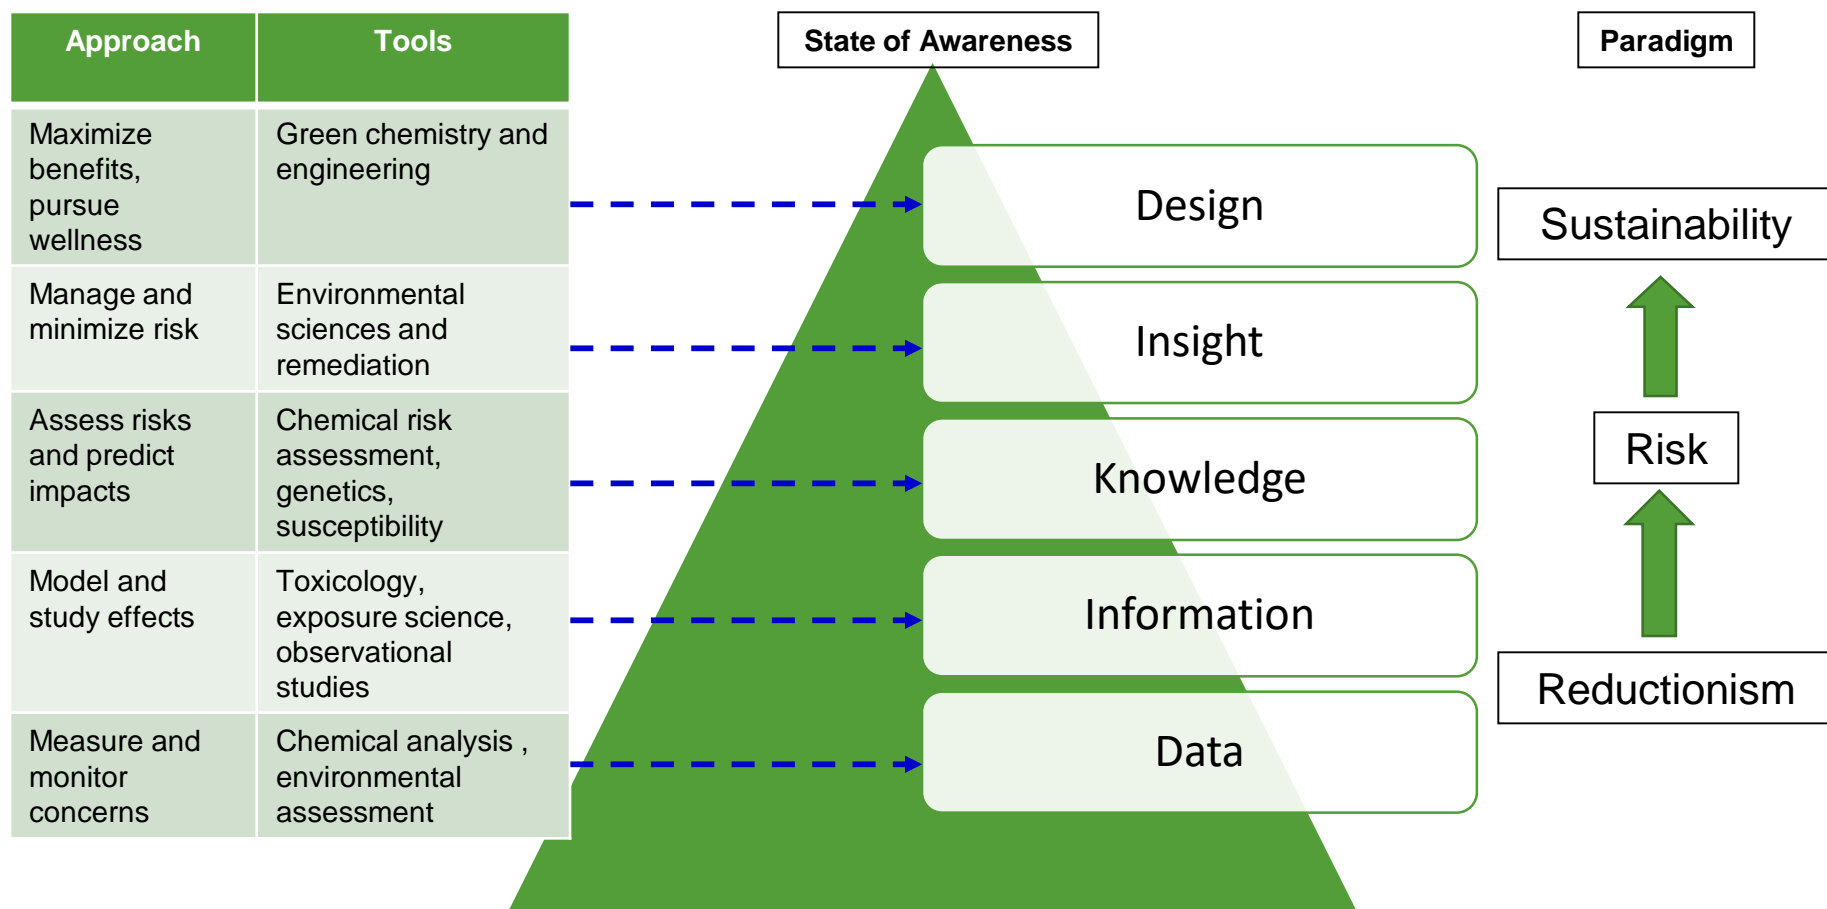 Approach
Tools
State of Awareness
Paradigm
Maximize
benefits,
pursue
wellness
Green chemistry and
engineering
Design
Sustainability
Manage and
minimize risk
Environmental
sciences and
remediation
Insight
Assess risks
and predict
impacts
Chemical risk
assessment,
genetics,
susceptibility
Knowledge
Risk
Model and
study effects
Toxicology,
exposure science,
observational
studies
Information
Reductionism
Measure and
monitor
concerns
Chemical analysis ,
environmental
assessment
Data